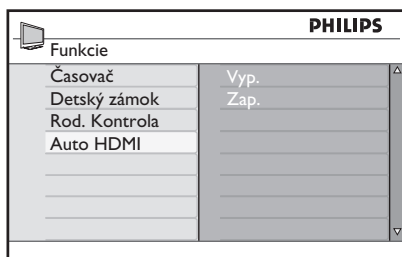 PHILIPS
Funkcie
Časovač
Vyp.
Detský zámok
Zap.
Rod. Kontrola
Auto HDMI